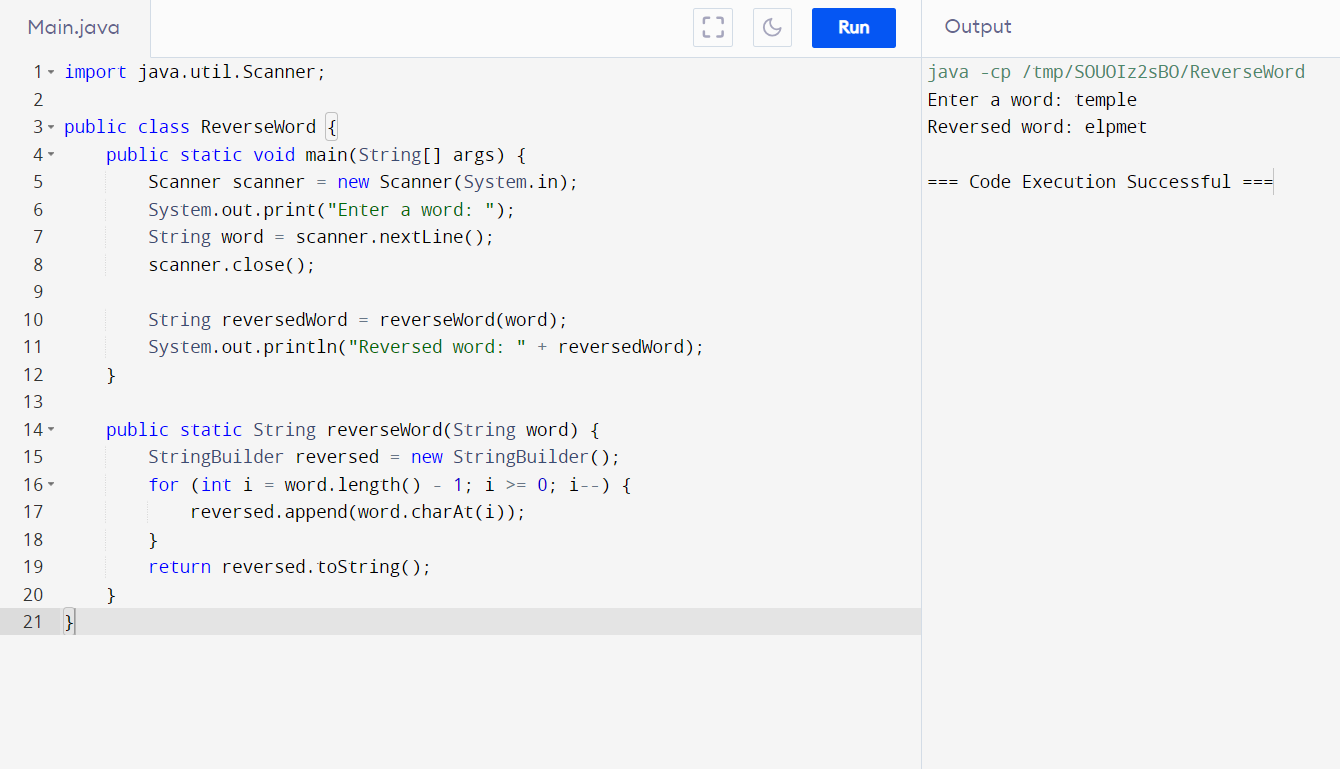 Main.java
Run
Output
1 import java.util.Scanner;
2
3 public class ReverseWord {
4     public static void main(String[] args) {
5         Scanner scanner = new Scanner(System.in);
6         System.out.print("Enter a word: ");
7         String word = scanner.nextLine();
8         scanner.close();
9
10         String reversedWord = reverseWord(word);
11         System.out.println("Reversed word: " + reversedWord);
12     }
13
14     public static String reverseWord(String word) {
15         StringBuilder reversed = new StringBuilder();
16         for (int i = word.length() - 1; i >= 0; i--) {
17             reversed.append(word.charAt(i));
18         }
19         return reversed.toString();
20     }
21 }
java -cp /tmp/SOUOIz2sBO/ReverseWord
Enter a word: temple
Reversed word: elpmet
=== Code Execution Successful ===